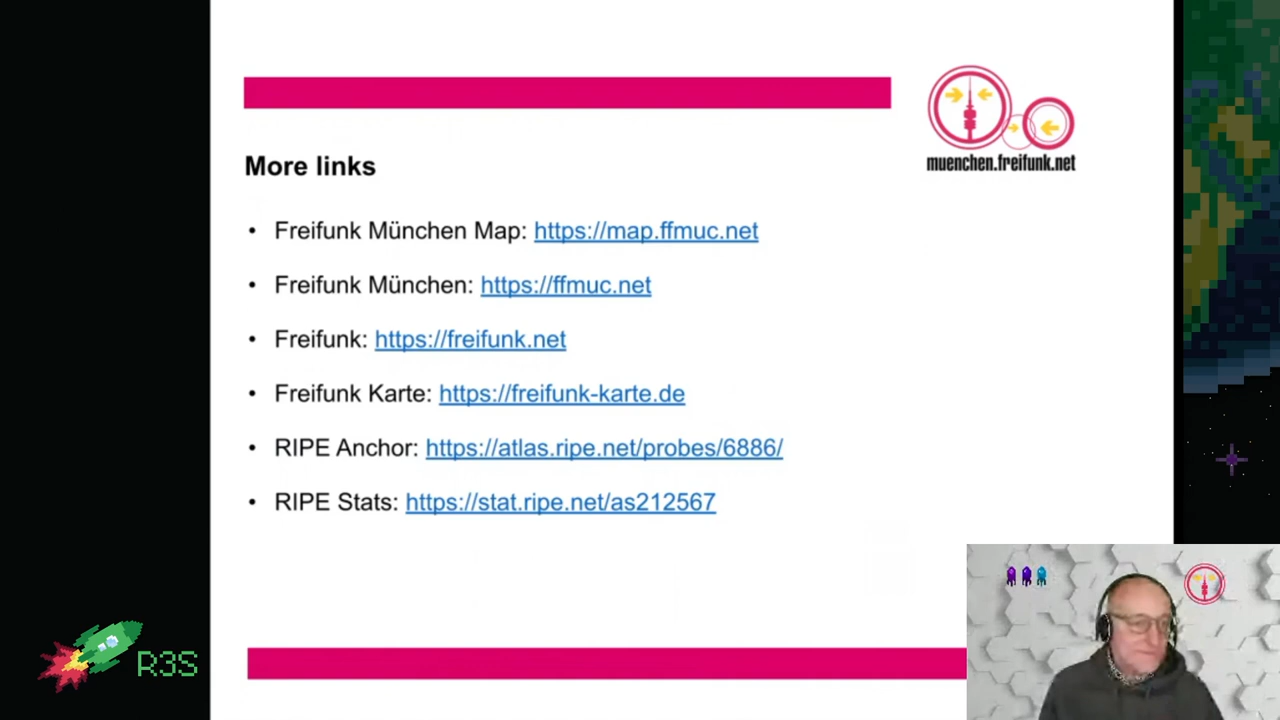 muenchen.freifunk.net
More links
• Freifunk München Map: https://map.ffmuc.net
• Freifunk München: https://ffmuc.net
• Freifunk: https://freifunk.net
• Freifunk Karte: https://freifunk-karte.de
• RIPE Anchor: https://atlas.ripe.net/probes/6886/
• RIPE Stats: https://stat.ripe.net/as212567
R3S